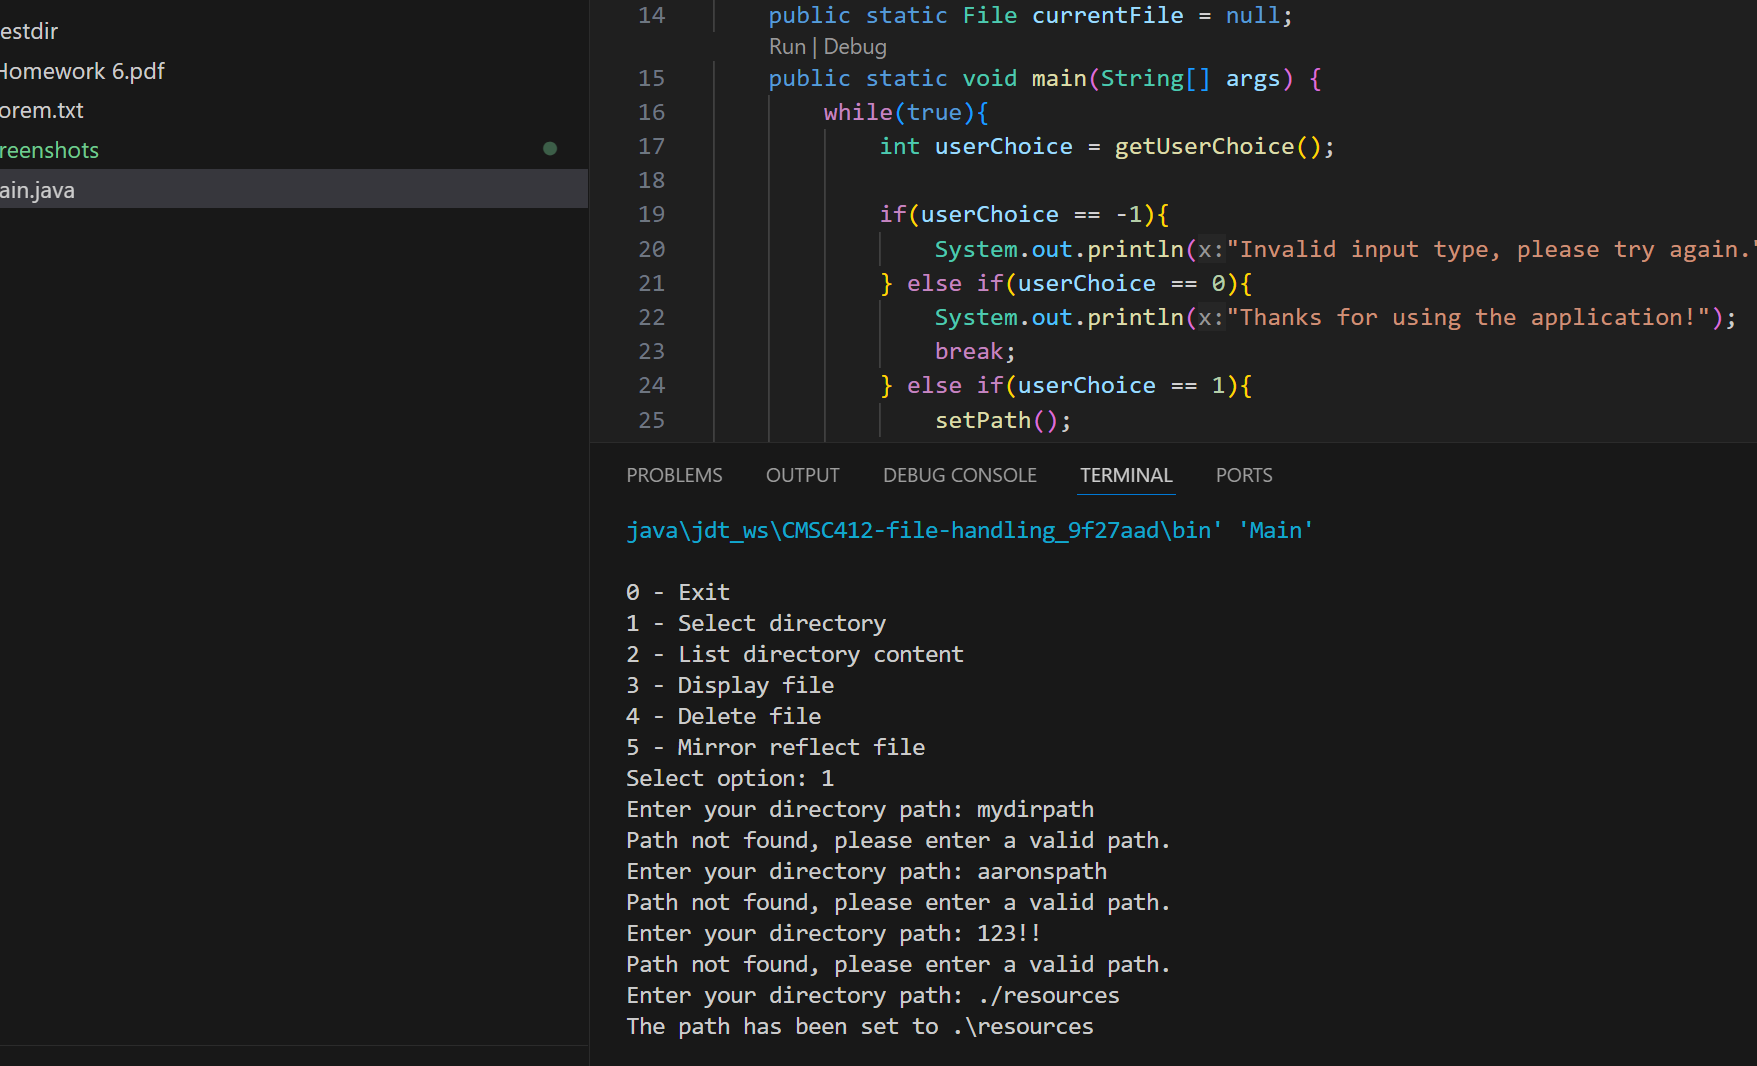 estdir
Homework 6.pdf
orem.txt
reenshots
ain.java
14 public static File currentFile = null;
Run | Debug
15 public static void main(String[] args) {
16 while(true){
17 int userChoice = getUserChoice();
18
19 if(userChoice == -1){
20 System.out.println(x:"Invalid input type, please try again."
21 } else if(userChoice == 0){
22 System.out.println(x:"Thanks for using the application!");
23 break;
24 } else if(userChoice == 1){
25 setPath();
PROBLEMS OUTPUT DEBUG CONSOLE TERMINAL PORTS
java\jdt_ws\CMSC412-file-handling_9f27aad\bin' 'Main'
0 - Exit
1 - Select directory
2 - List directory content
3 - Display file
4 - Delete file
5 - Mirror reflect file
Select option: 1
Enter your directory path: mydirpath
Path not found, please enter a valid path.
Enter your directory path: aaronspath
Path not found, please enter a valid path.
Enter your directory path: 123!!
Path not found, please enter a valid path.
Enter your directory path: ./resources
The path has been set to .\resources